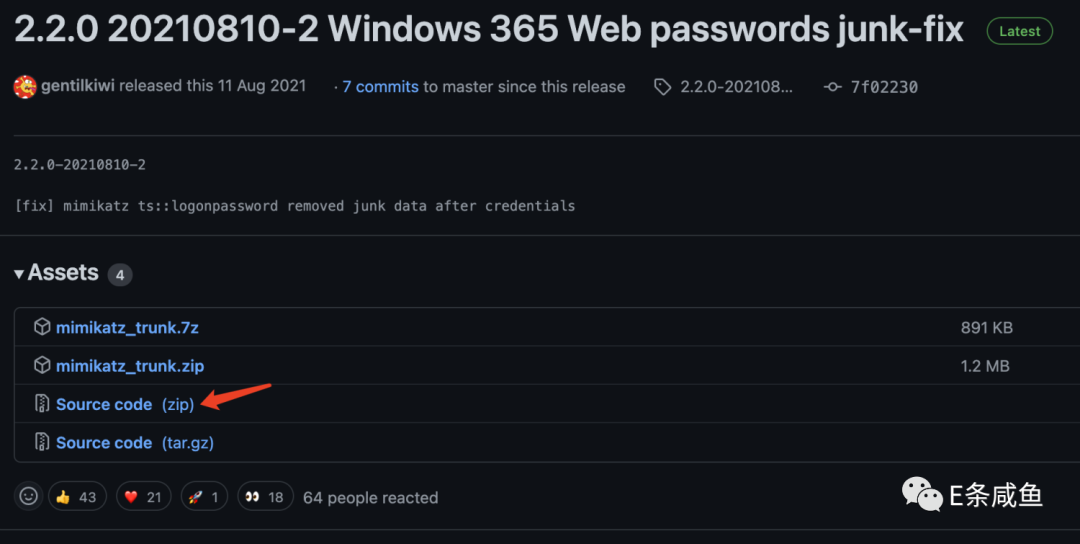 2.2.0 20210810-2 Windows 365 Web passwords junk-fix Latest
gentilkiwi released this 11 Aug 2021 · 7 commits to master since this release 2.2.0-202108... 7f02230
2.2.0-20210810-2
[fix] mimikatz ts::logonpassword removed junk data after credentials
▾ Assets 4
mimikatz_trunk.7z 891 KB
mimikatz_trunk.zip 1.2 MB
Source code (zip)
Source code (tar.gz)
👍 43 ❤️ 21 🚀 1 👀 18 64 people reacted
E条咸鱼